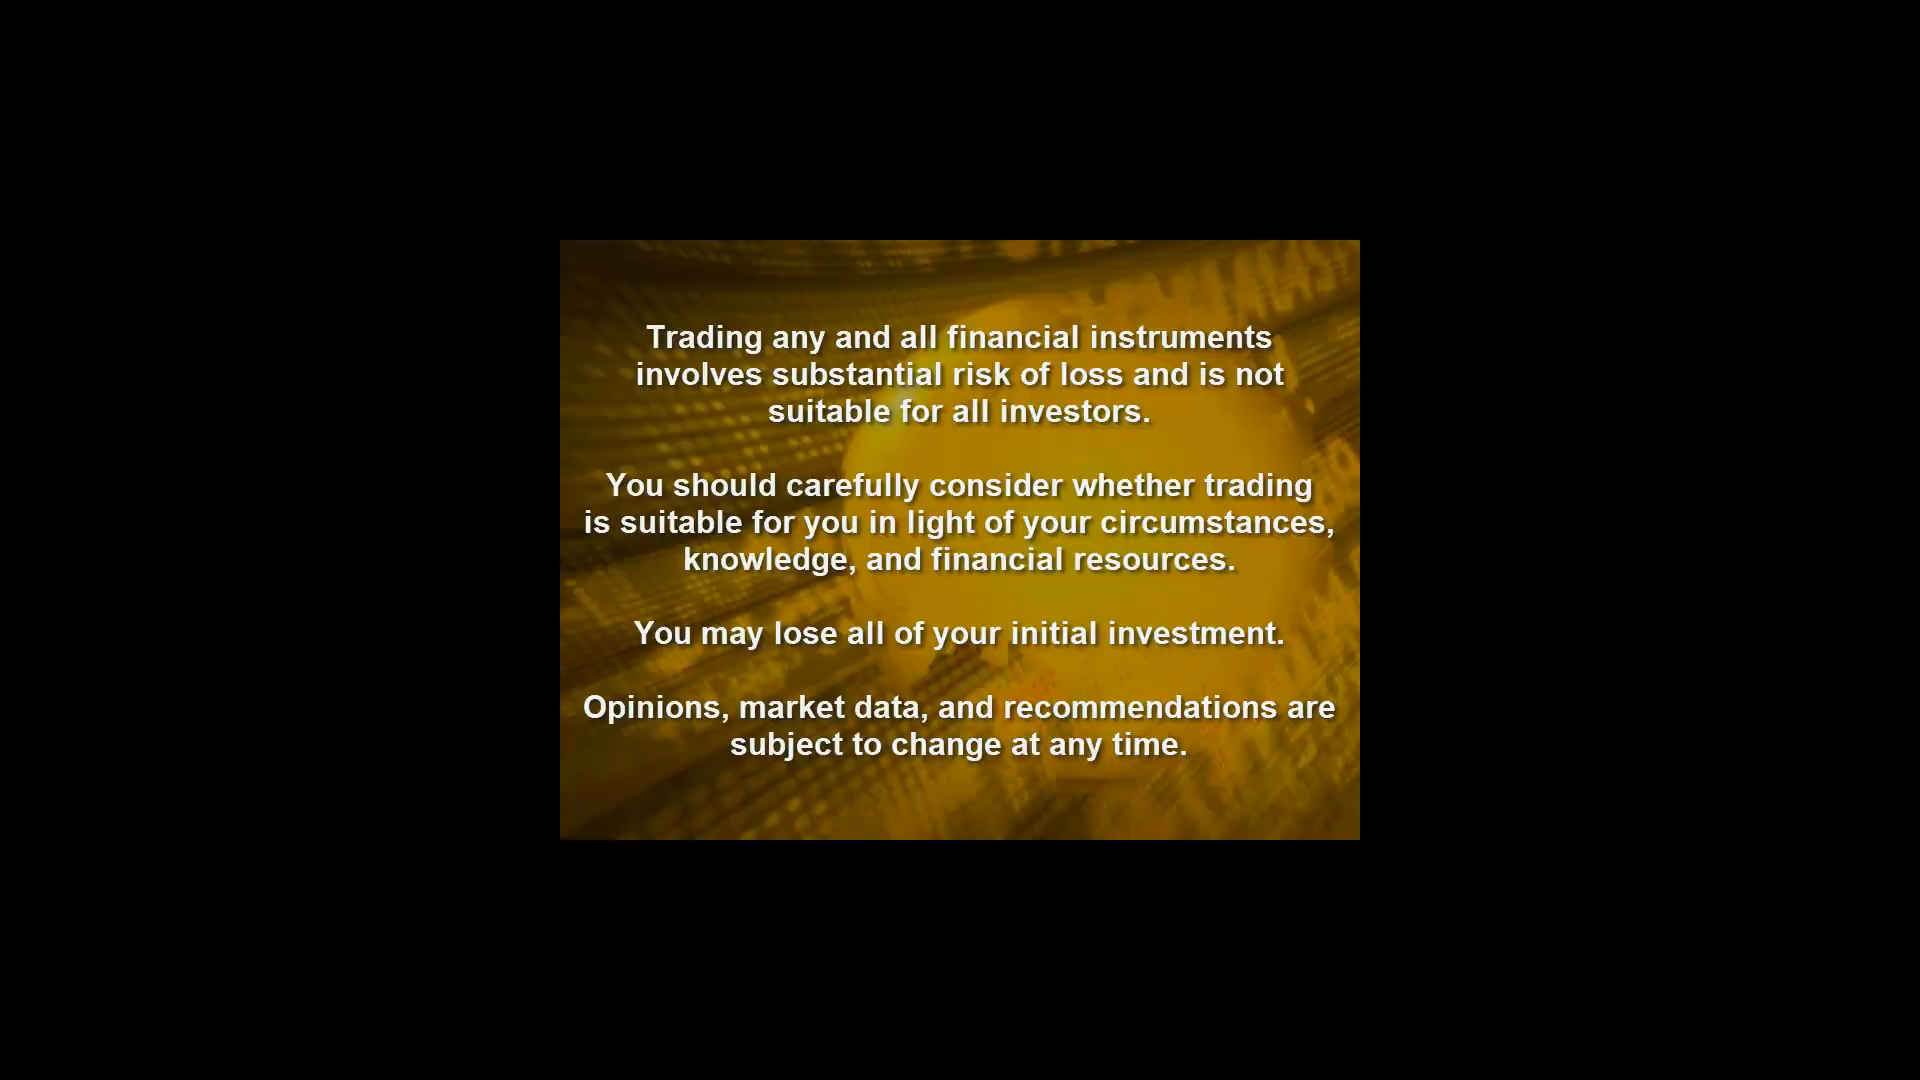 Trading any and all financial instruments
involves substantial risk of loss and is not
suitable for all investors.
You should carefully consider whether trading
is suitable for you in light of your circumstances,
knowledge, and financial resources.
You may lose all of your initial investment.
Opinions, market data, and recommendations are
subject to change at any time.